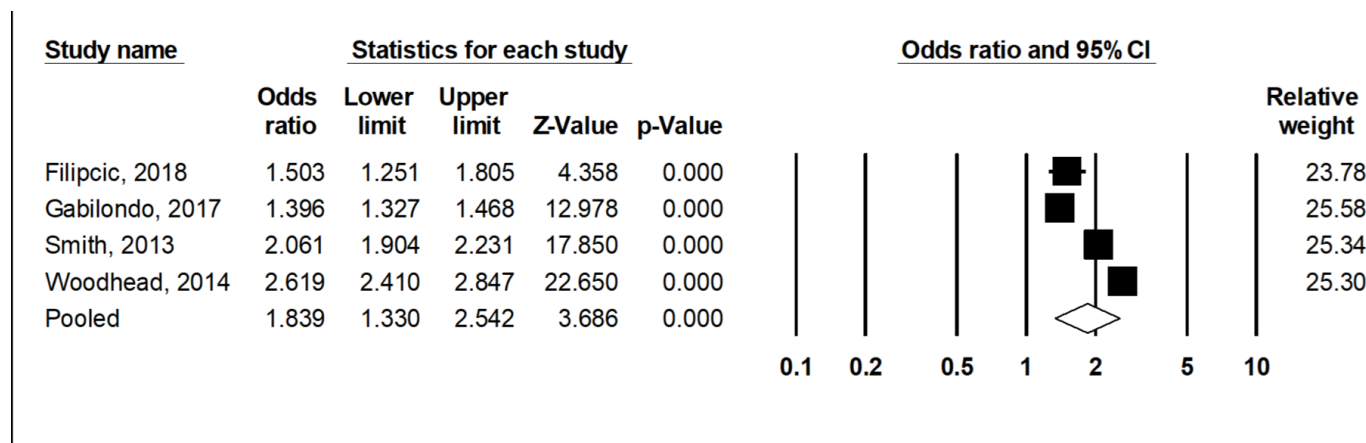 Study name Statistics for each study Odds ratio and 95% CI
Odds ratio Lower limit Upper limit Z-Value p-Value Relative weight
Filipcic, 2018 1.503 1.251 1.805 4.358 0.000 23.78
Gabilondo, 2017 1.396 1.327 1.468 12.978 0.000 25.58
Smith, 2013 2.061 1.904 2.231 17.850 0.000 25.34
Woodhead, 2014 2.619 2.410 2.847 22.650 0.000 25.30
Pooled 1.839 1.330 2.542 3.686 0.000
0.1 0.2 0.5 1 2 5 10